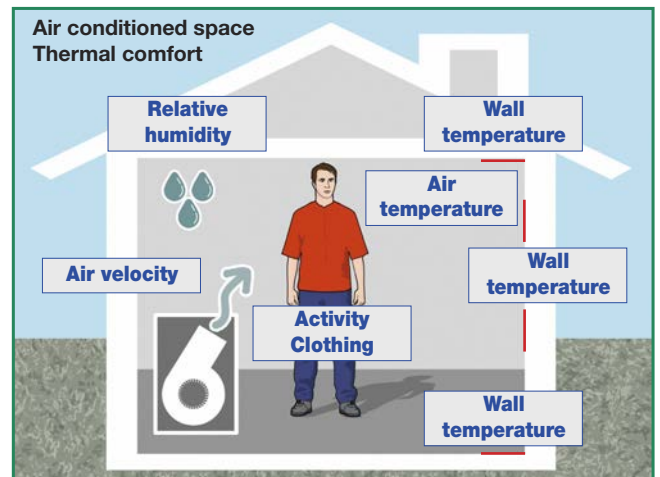 Air conditioned space
Thermal comfort
Relative
humidity
Wall
temperature
Air
temperature
Air velocity
Wall
temperature
Activity
Clothing
Wall
temperature